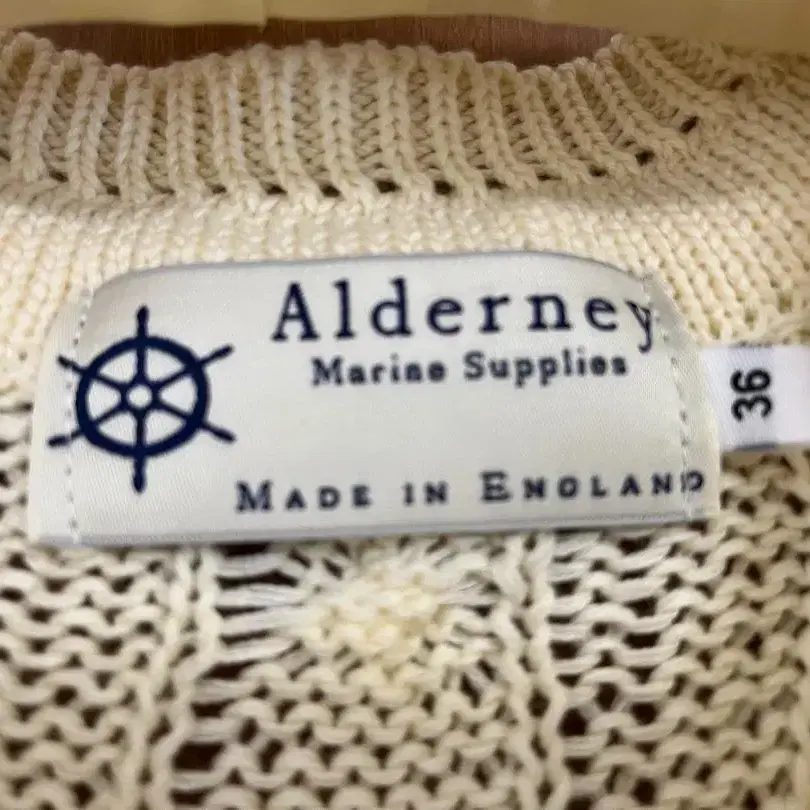 Alderney
Marine Supplies
MADE IN ENGLAND
36